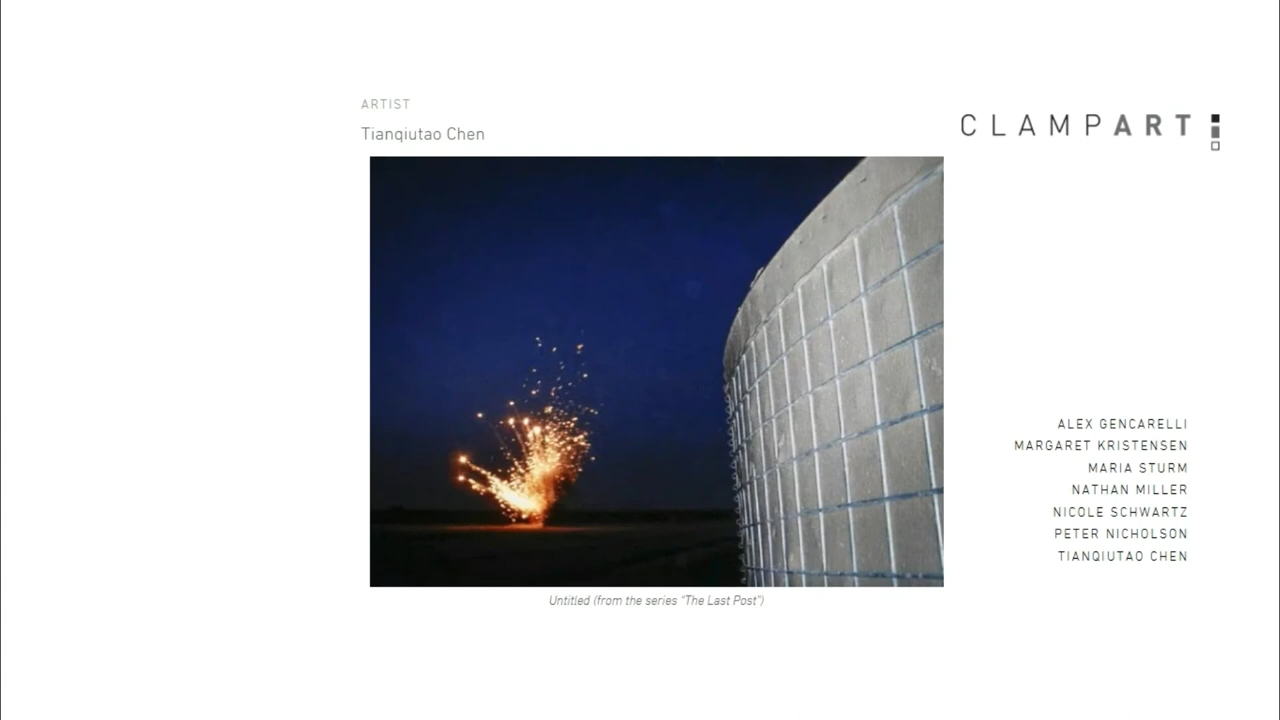 ARTIST
Tianqiutao Chen
CLAMPART
Untitled (from the series "The Last Post")
ALEX GENCARELLI
MARGARET KRISTENSEN
MARIA STURM
NATHAN MILLER
NICOLE SCHWARTZ
PETER NICHOLSON
TIANQIUTAO CHEN